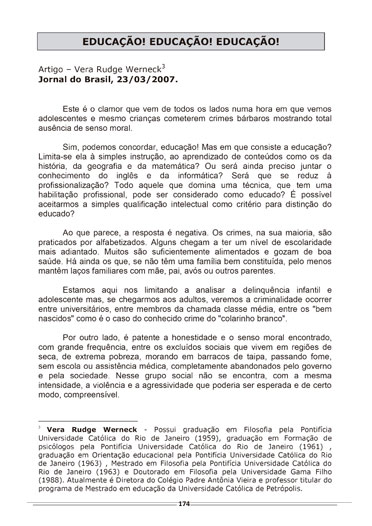 EDUCAÇÃO! EDUCAÇÃO! EDUCAÇÃO!
Artigo – Vera Rudge Werneck3
Jornal do Brasil, 23/03/2007.
Este é o clamor que vem de todos os lados numa hora em que vemos
adolescentes e mesmo crianças cometerem crimes bárbaros mostrando total
ausência de senso moral.
Sim, podemos concordar, educação! Mas em que consiste a educação?
Limita-se ela à simples instrução, ao aprendizado de conteúdos como os da
história, da geografia e da matemática? Ou será ainda preciso juntar o
conhecimento do inglês e da informática? Será que se reduz à
profissionalização? Todo aquele que domina uma técnica, que tem uma
habilitação profissional, pode ser considerado como educado? É possível
aceitarmos a simples qualificação intelectual como critério para distinção do
educado?
Ao que parece, a resposta é negativa. Os crimes, na sua maioria, são
praticados por alfabetizados. Alguns chegam a ter um nível de escolaridade
mais adiantado. Muitos são suficientemente alimentados e gozam de boa
saúde. Há ainda os que, se não têm uma família bem constituída, pelo menos
mantêm laços familiares com mãe, pai, avós ou outros parentes.
Estamos aqui nos limitando a analisar a delinquência infantil e
adolescente mas, se chegarmos aos adultos, veremos a criminalidade ocorrer
entre universitários, entre membros da chamada classe média, entre os "bem
nascidos" como é o caso do conhecido crime do "colarinho branco".
Por outro lado, é patente a honestidade e o senso moral encontrado,
com grande frequência, entre os excluídos sociais que vivem em regiões de
seca, de extrema pobreza, morando em barracos de taipa, passando fome,
sem escola ou assistência médica, completamente abandonados pelo governo
e pela sociedade. Nesse grupo social não se encontra, com a mesma
intensidade, a violência e a agressividade que poderia ser esperada e de certo
modo, compreensível.
Vera Rudge Werneck - Possui graduação em Filosofia pela Pontifícia
Universidade Católica do Rio de Janeiro (1959), graduação em Formação de
psicólogos pela Pontifícia Universidade Católica do Rio de Janeiro (1961) ,
graduação em Orientação educacional pela Pontifícia Universidade Católica do Rio
de Janeiro (1963) , Mestrado em Filosofia pela Pontifícia Universidade Católica do
Rio de Janeiro (1963) e Doutorado em Filosofia pela Universidade Gama Filho
(1988). Atualmente é Diretora do Colégio Padre Antônio Vieira e professor titular do
programa de Mestrado em educação da Universidade Católica de Petrópolis.
174